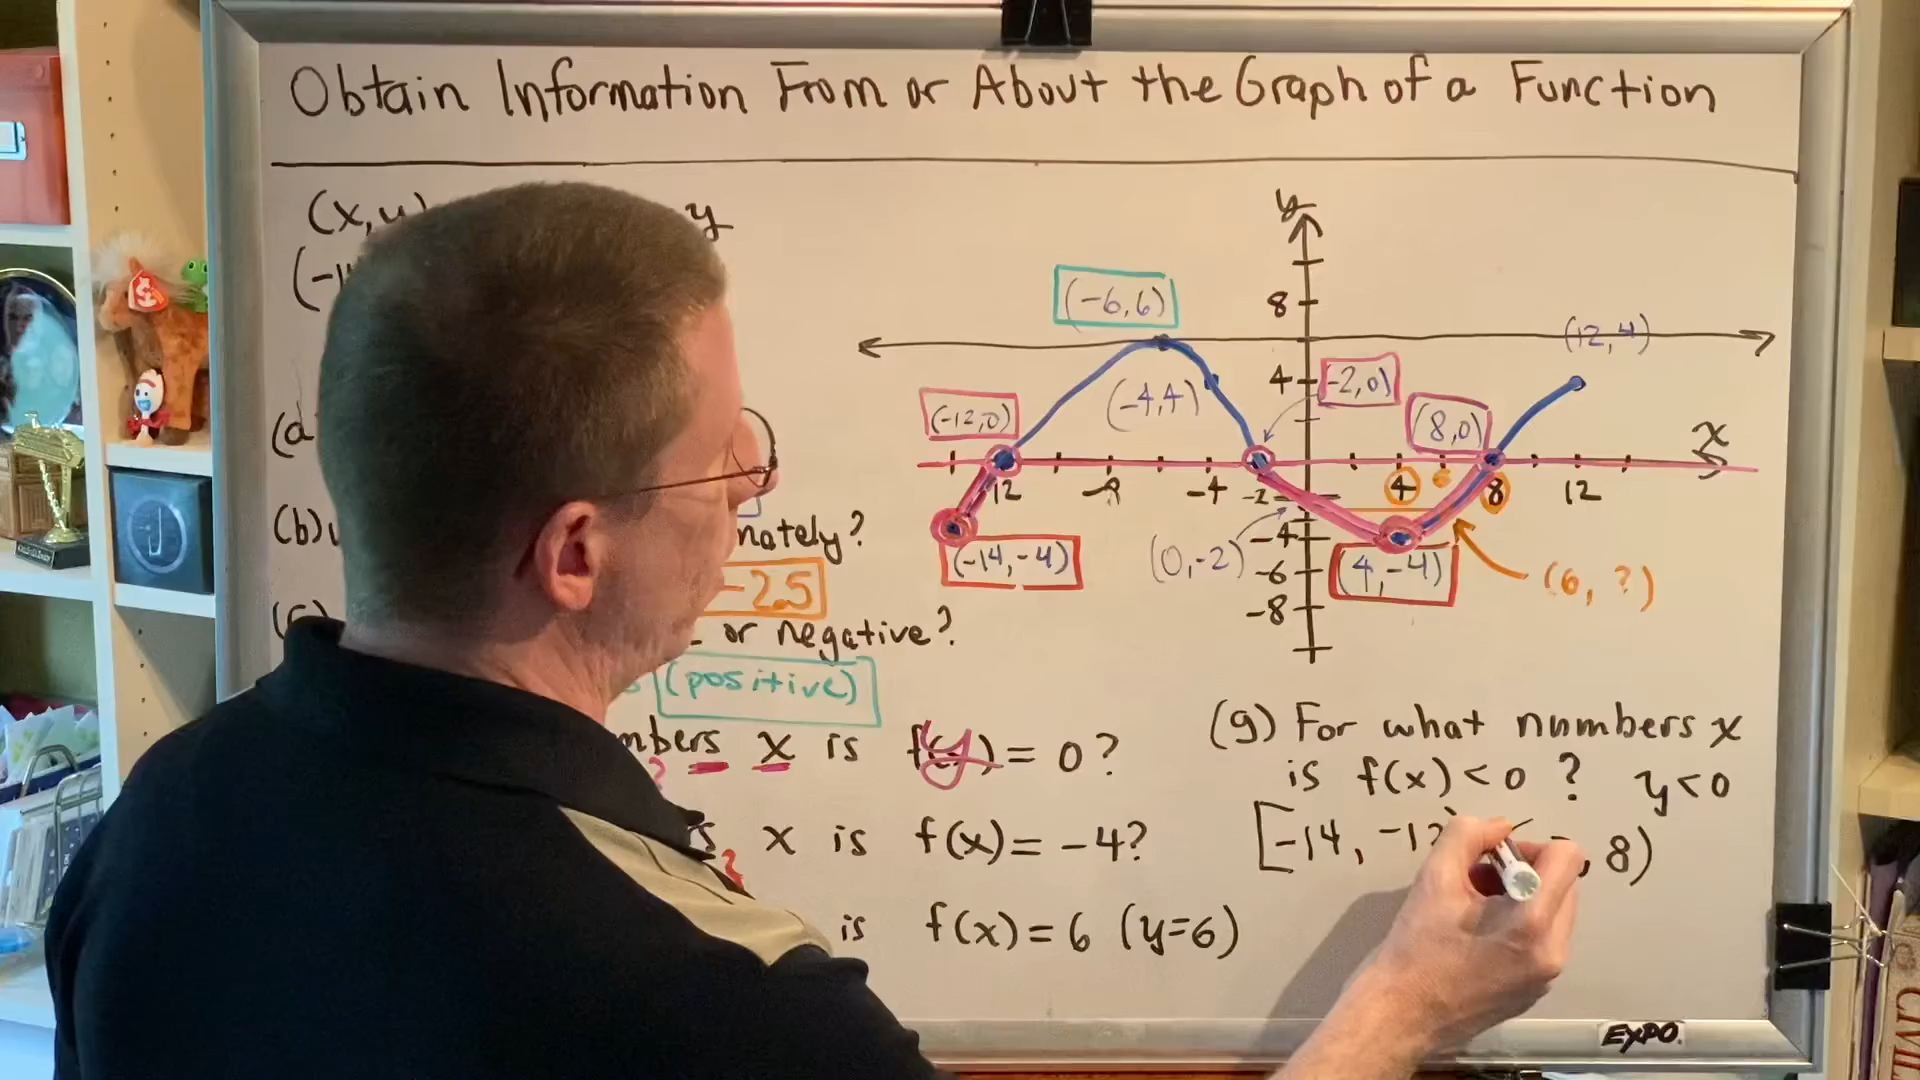 Obtain Information From or About the Graph of a Function
(x, y
y
(-1
(d
(b)
nately?
-2.5
or negative?
(positive)
mbers x is f(y) = 0?
x is f(x) = -4?
is f(x) = 6 (y=6)
y
8
4
-2
-4
-6
-8
x
12
-8
-4
4
8
12
(-6,6)
(12,4)
(-12,0)
(-4,4)
-2,0)
(8,0)
(-14,-4)
(0,-2)
(4,-4)
(6, ?)
(g) For what numbers x
is f(x) < 0 ? y < 0
[-14, -12 , 8)
EXPO
CIVIL